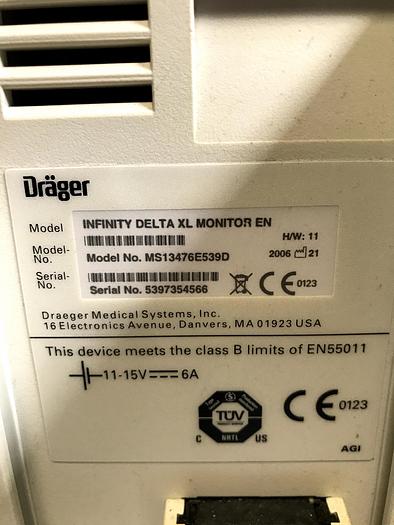 Dräger
Model
INFINITY DELTA XL MONITOR EN
H/W: 11
Model-
No.
Model No. MS13476E539D
2006 21
Serial-
No.
Serial No. 5397354566
CE 0123
Draeger Medical Systems, Inc.
16 Electronics Avenue, Danvers, MA 01923 USA
This device meets the class B limits of EN55011
11-15V 6A
TÜV
C NRTL US
CE 0123
AGI